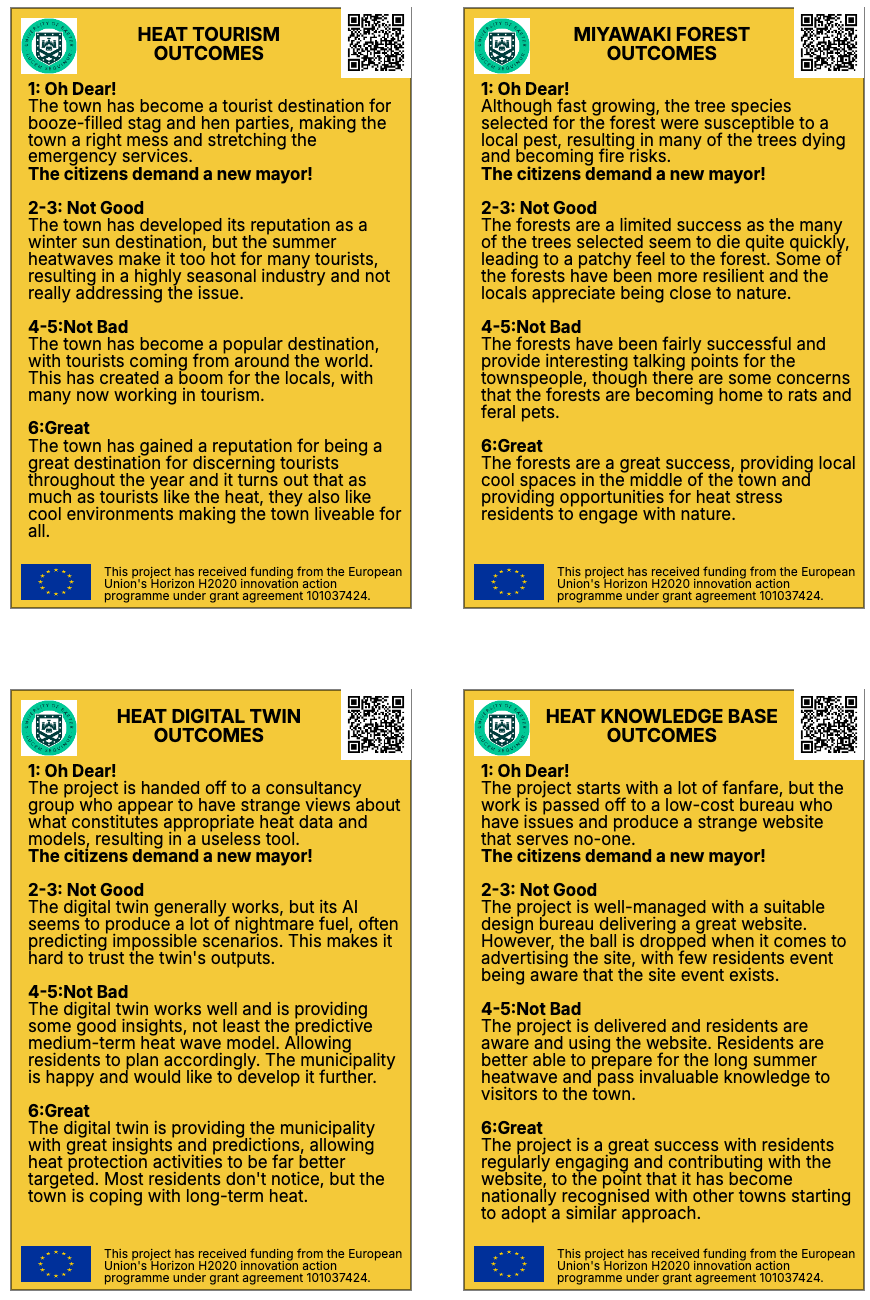 HEAT TOURISM
OUTCOMES
1: Oh Dear!
The town has become a tourist destination for
booze-filled stag and hen parties, making the
town a right mess and stretching the
emergency services.
The citizens demand a new mayor!
2-3: Not Good
The town has developed its reputation as a
winter sun destination, but the summer
heatwaves make it too hot for many tourists,
resulting in a highly seasonal industry and not
really addressing the issue.
4-5:Not Bad
The town has become a popular destination,
with tourists coming from around the world.
This has created a boom for the locals, with
many now working in tourism.
6:Great
The town has gained a reputation for being a
great destination for discerning tourists
throughout the year and it turns out that as
much as tourists like the heat, they also like
cool environments making the town liveable for
all.
This project has received funding from the European
Union's Horizon H2020 innovation action
programme under grant agreement 101037424.
MIYAWAKI FOREST
OUTCOMES
1: Oh Dear!
Although fast growing, the tree species
selected for the forest were susceptible to a
local pest, resulting in many of the trees dying
and becoming fire risks.
The citizens demand a new mayor!
2-3: Not Good
The forests are a limited success as the many
of the trees selected seem to die quite quickly,
leading to a patchy feel to the forest. Some of
the forests have been more resilient and the
locals appreciate being close to nature.
4-5:Not Bad
The forests have been fairly successful and
provide interesting talking points for the
townspeople, though there are some concerns
that the forests are becoming home to rats and
feral pets.
6:Great
The forests are a great success, providing local
cool spaces in the middle of the town and
providing opportunities for heat stress
residents to engage with nature.
This project has received funding from the European
Union's Horizon H2020 innovation action
programme under grant agreement 101037424.
HEAT DIGITAL TWIN
OUTCOMES
1: Oh Dear!
The project is handed off to a consultancy
group who appear to have strange views about
what constitutes appropriate heat data and
models, resulting in a useless tool.
The citizens demand a new mayor!
2-3: Not Good
The digital twin generally works, but its AI
seems to produce a lot of nightmare fuel, often
predicting impossible scenarios. This makes it
hard to trust the twin's outputs.
4-5:Not Bad
The digital twin works well and is providing
some good insights, not least the predictive
medium-term heat wave model. Allowing
residents to plan accordingly. The municipality
is happy and would like to develop it further.
6:Great
The digital twin is providing the municipality
with great insights and predictions, allowing
heat protection activities to be far better
targeted. Most residents don't notice, but the
town is coping with long-term heat.
This project has received funding from the European
Union's Horizon H2020 innovation action
programme under grant agreement 101037424.
HEAT KNOWLEDGE BASE
OUTCOMES
1: Oh Dear!
The project starts with a lot of fanfare, but the
work is passed off to a low-cost bureau who
have issues and produce a strange website
that serves no-one.
The citizens demand a new mayor!
2-3: Not Good
The project is well-managed with a suitable
design bureau delivering a great website.
However, the ball is dropped when it comes to
advertising the site, with few residents event
being aware that the site event exists.
4-5:Not Bad
The project is delivered and residents are
aware and using the website. Residents are
better able to prepare for the long summer
heatwave and pass invaluable knowledge to
visitors to the town.
6:Great
The project is a great success with residents
regularly engaging and contributing with the
website, to the point that it has become
nationally recognised with other towns starting
to adopt a similar approach.
This project has received funding from the European
Union's Horizon H2020 innovation action
programme under grant agreement 101037424.